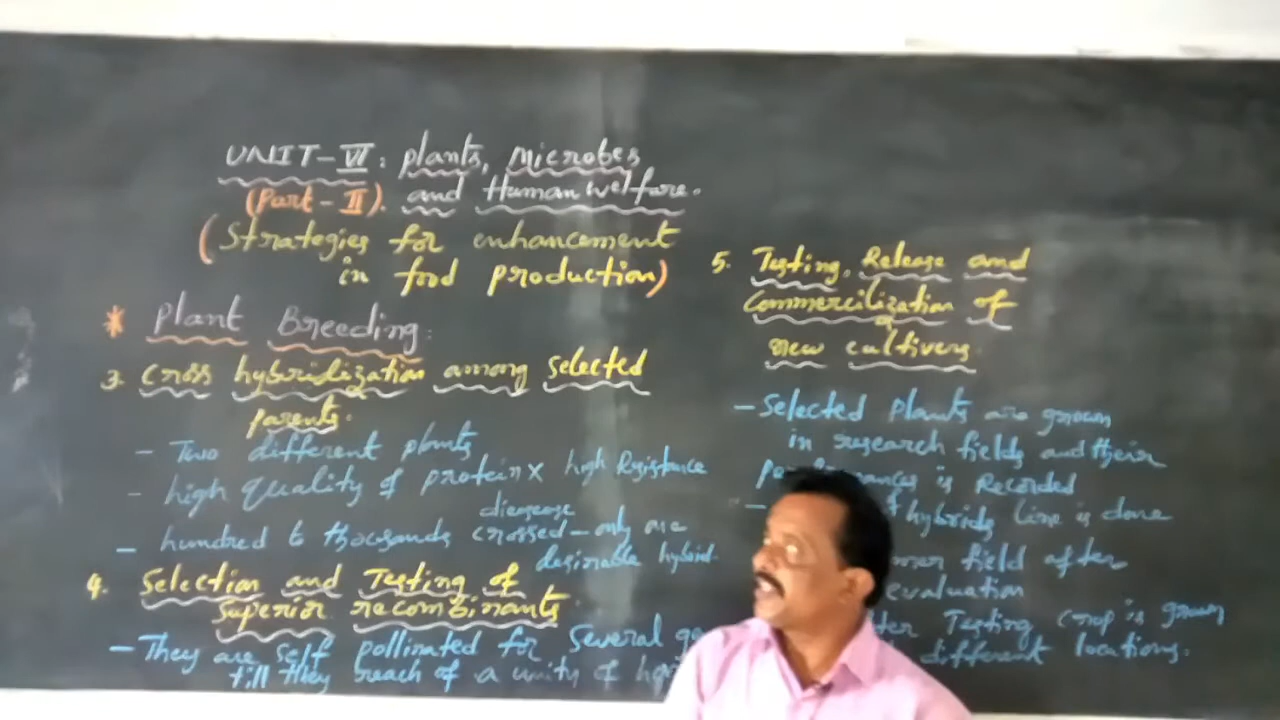 UNIT-VI: Plants, Microbes
(Part-II). and Human welfare.
(Strategies for enhancement
in food production)
* Plant Breeding:
3. Cross hybridization among selected
parents.
- Two different plants
- high quality of protein x high Resistance
diesease
- hundred to thousands crossed - only are
desirable hybrid.
4. Selection and Testing of
Superior recombinants.
- They are self pollinated for several
till they breach of a unity of
5. Testing, Release and
Commercilization of
new cultivers.
- Selected plants are grown
in research fields and their
is Recorded
- hybrids line is done
field after
evaluation
Testing crop is grown
different locations.